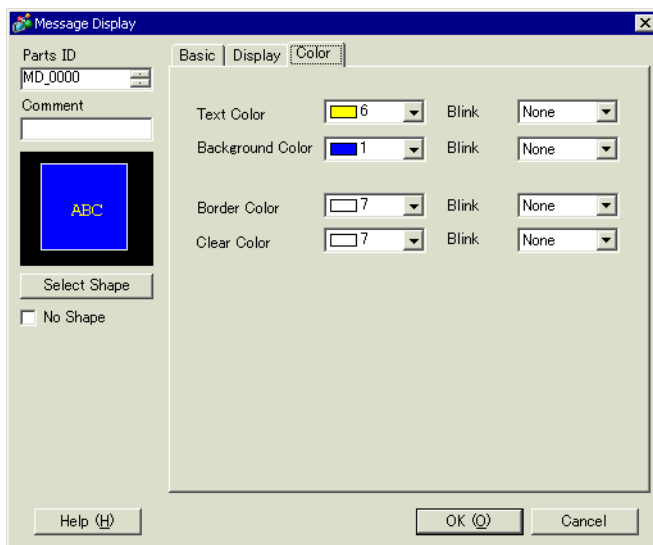 Message Display
Parts ID
MD_0000
Comment
ABC
Select Shape
No Shape
Basic Display Color
Text Color 6 Blink None
Background Color 1 Blink None
Border Color 7 Blink None
Clear Color 7 Blink None
Help (H) OK (O) Cancel